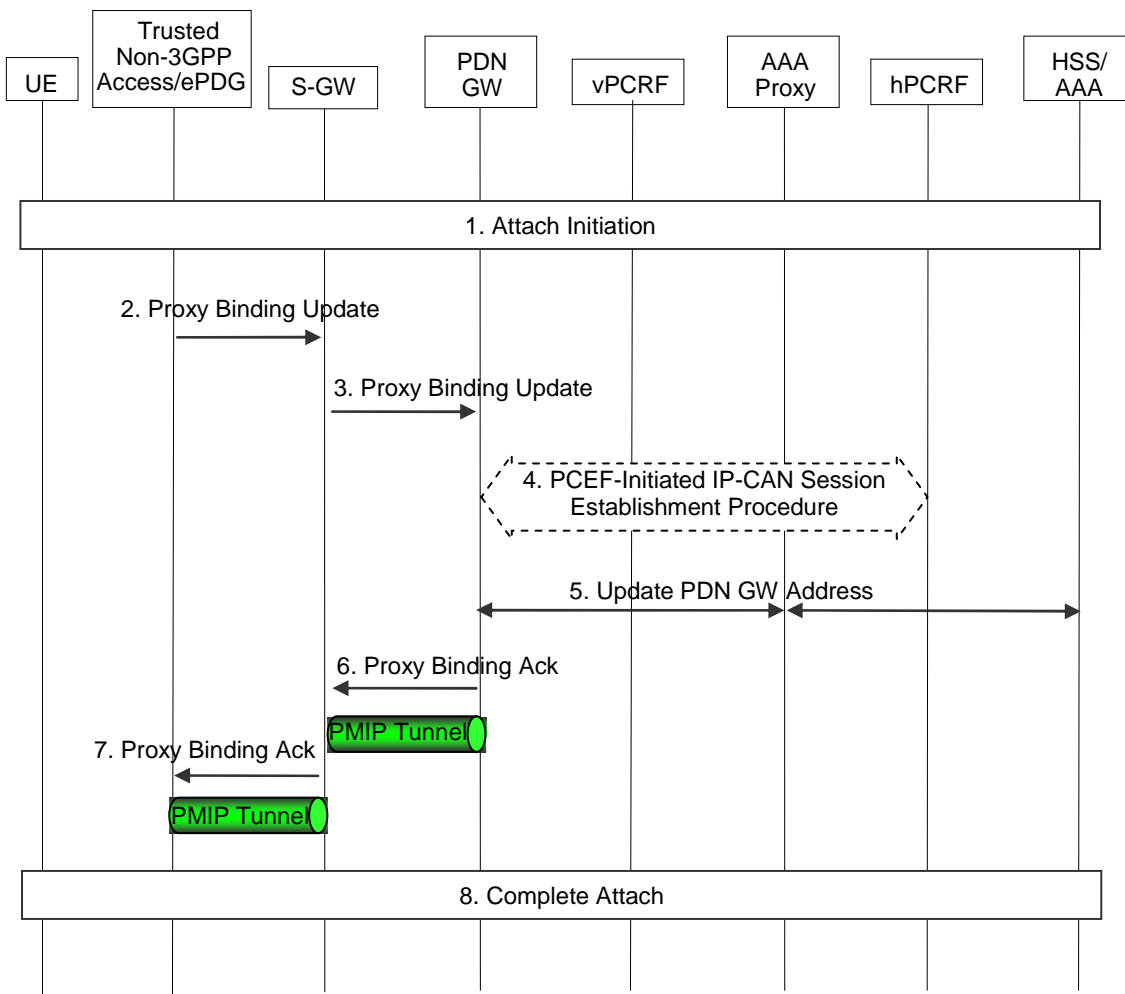 UE
Trusted
Non-3GPP
Access/ePDG
S-GW
PDN
GW
vPCRF
AAA
Proxy
hPCRF
HSS/
AAA
1. Attach Initiation
2. Proxy Binding Update
3. Proxy Binding Update
4. PCEF-Initiated IP-CAN Session
Establishment Procedure
5. Update PDN GW Address
6. Proxy Binding Ack
PMIP Tunnel
7. Proxy Binding Ack
PMIP Tunnel
8. Complete Attach